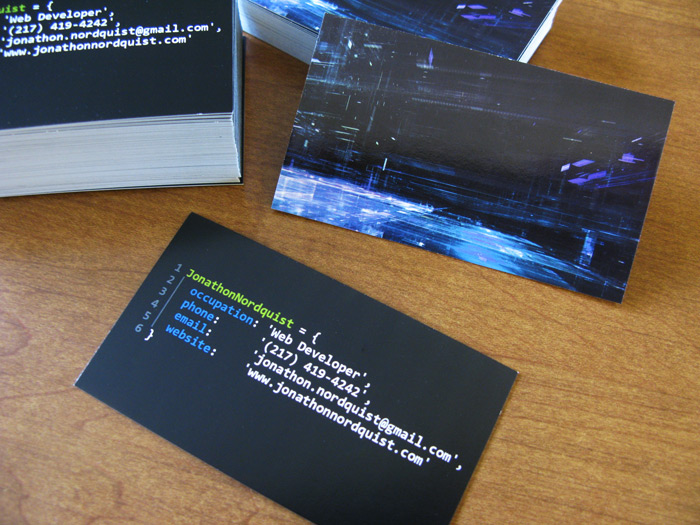 uist = {
'Web Developer',
'(217) 419-4242',
'jonathon.nordquist@gmail.com',
'www.jonathonnordquist.com'
1 JonathonNordquist = {
2 occupation: 'Web Developer',
3 phone: '(217) 419-4242',
4 email: 'jonathon.nordquist@gmail.com',
5 website: 'www.jonathonnordquist.com'
6 }